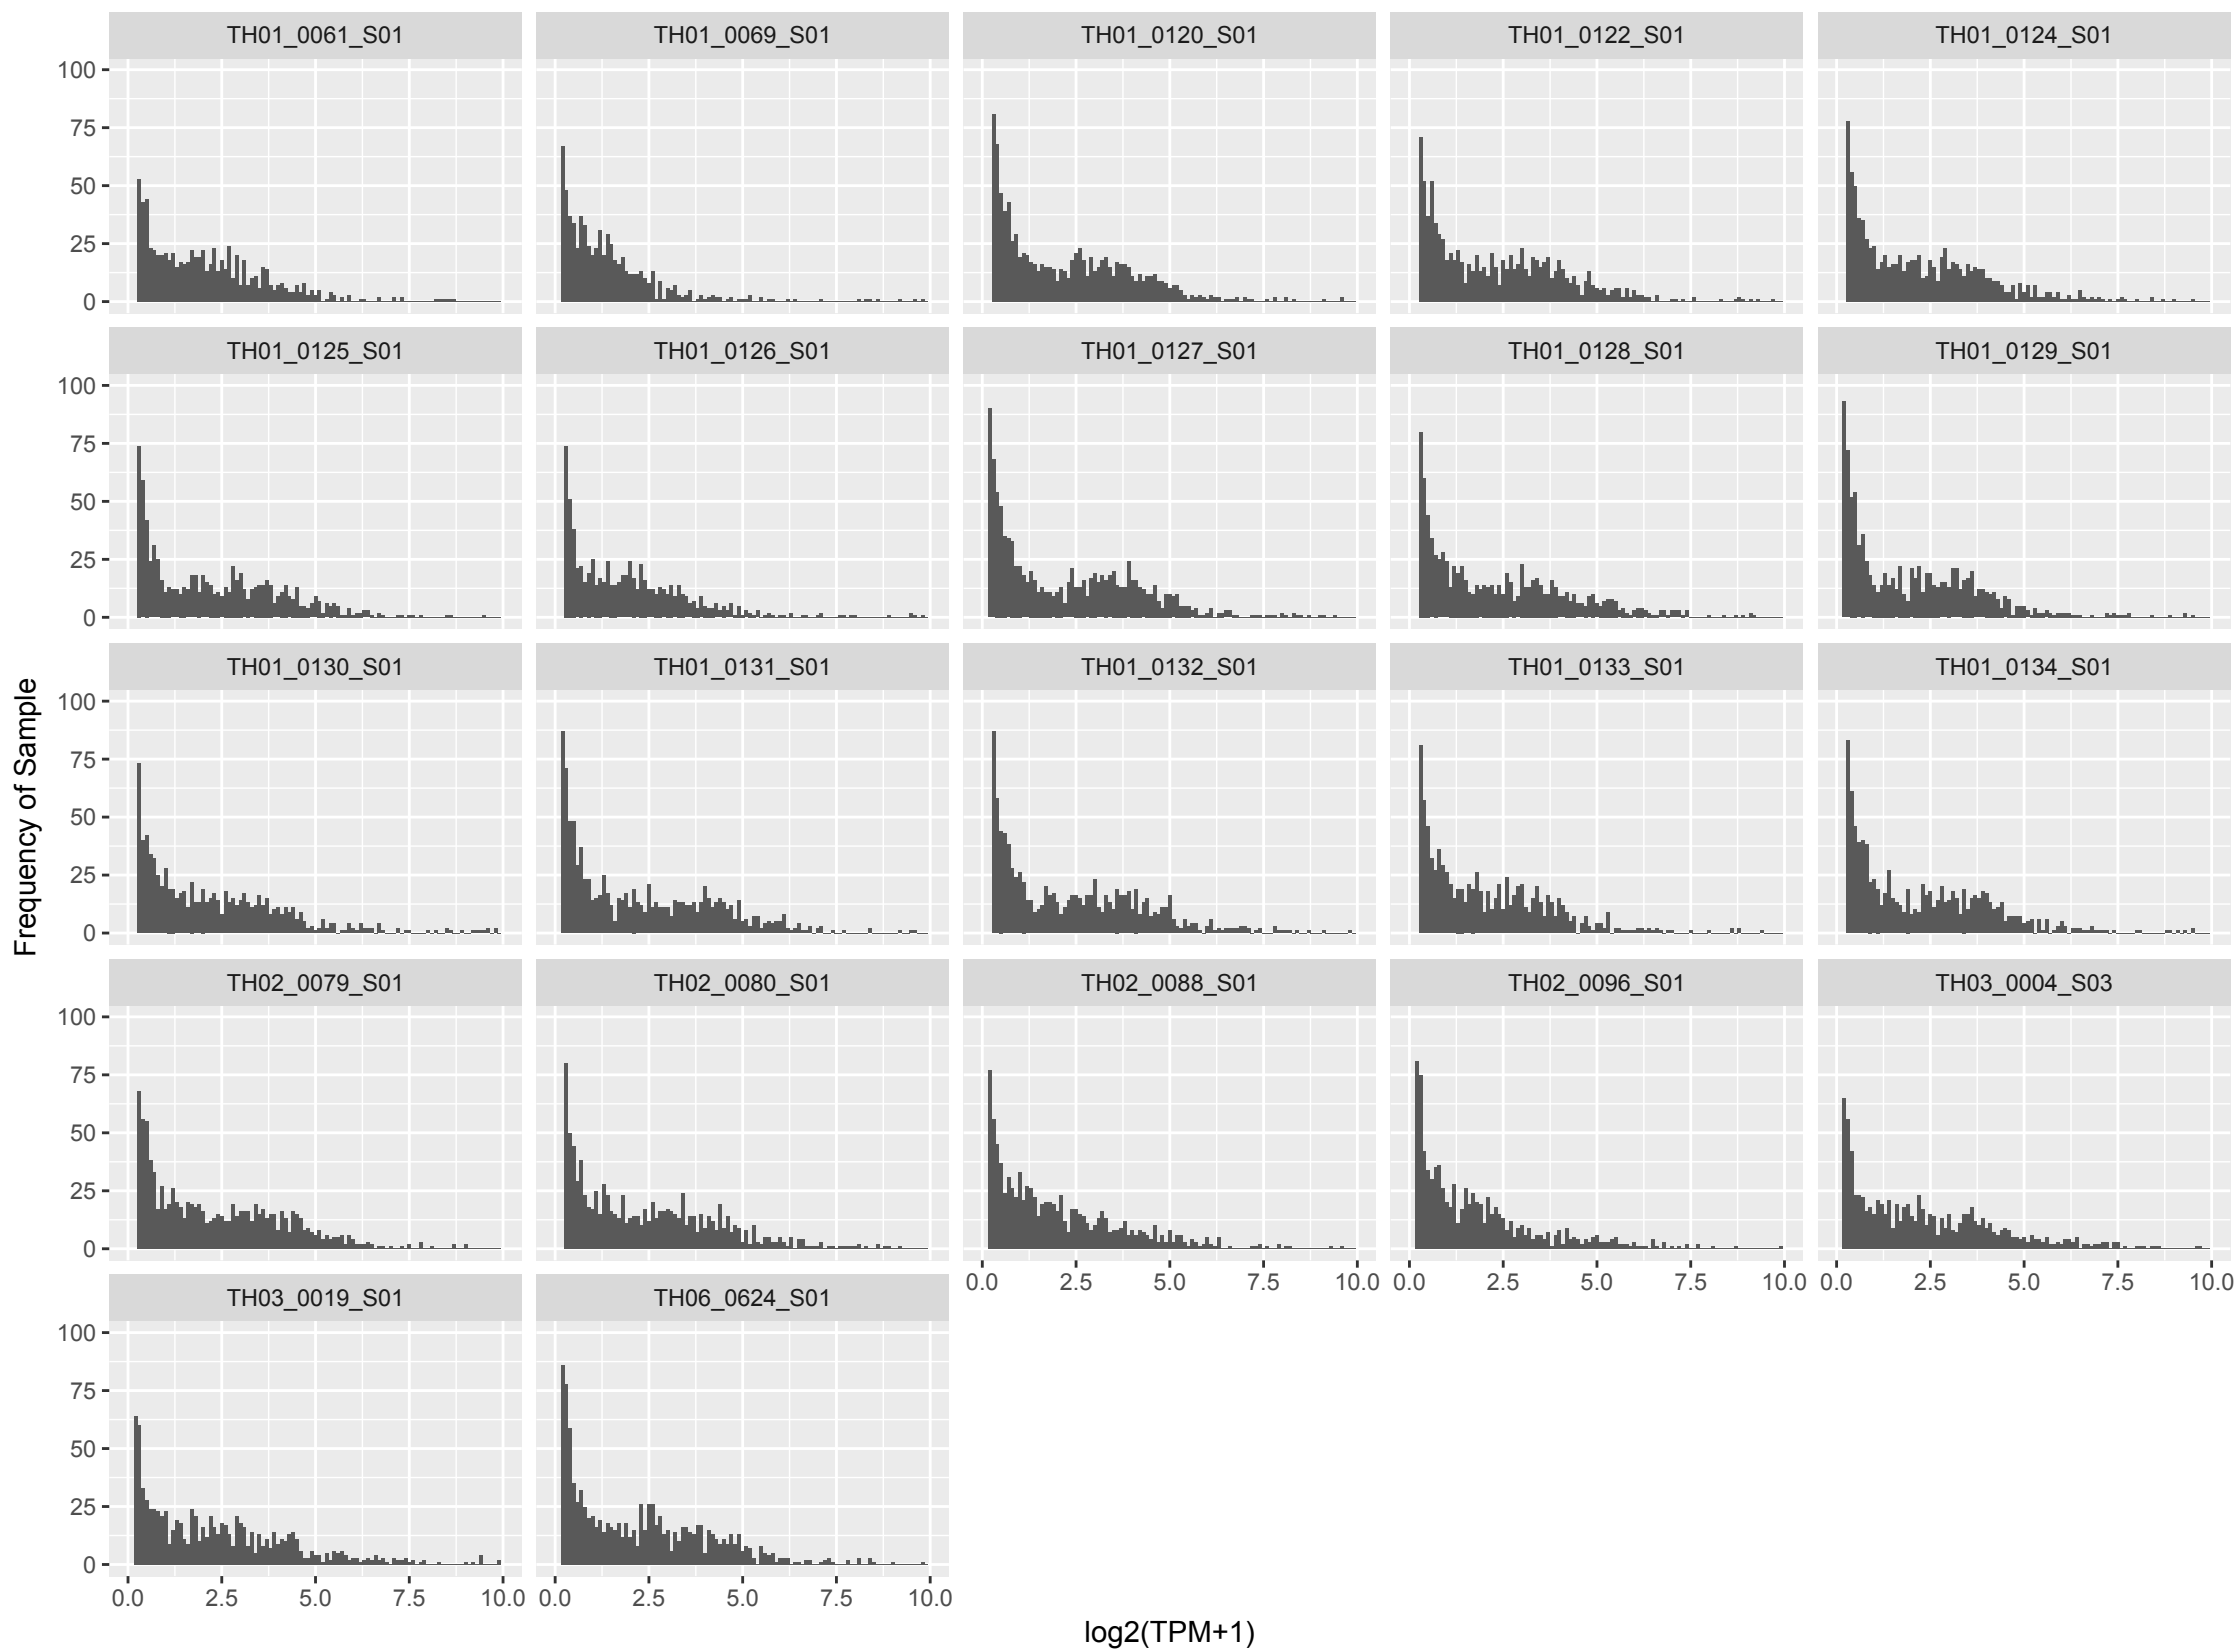 TH01_0061_S01 TH01_0069_S01 TH01_0120_S01 TH01_0122_S01 TH01_0124_S01
100
75
50
25
0
TH01_0125_S01 TH01_0126_S01 TH01_0127_S01 TH01_0128_S01 TH01_0129_S01
100
75
50
25
0
TH01_0130_S01 TH01_0131_S01 TH01_0132_S01 TH01_0133_S01 TH01_0134_S01
100
75
50
25
0
Frequency of Sample
TH02_0079_S01 TH02_0080_S01 TH02_0088_S01 TH02_0096_S01 TH03_0004_S03
100
75
50
25
0
0.0 2.5 5.0 7.5 10.0 0.0 2.5 5.0 7.5 10.0 0.0 2.5 5.0 7.5 10.0
TH03_0019_S01 TH06_0624_S01
100
75
50
25
0
0.0 2.5 5.0 7.5 10.0 0.0 2.5 5.0 7.5 10.0
log2(TPM+1)